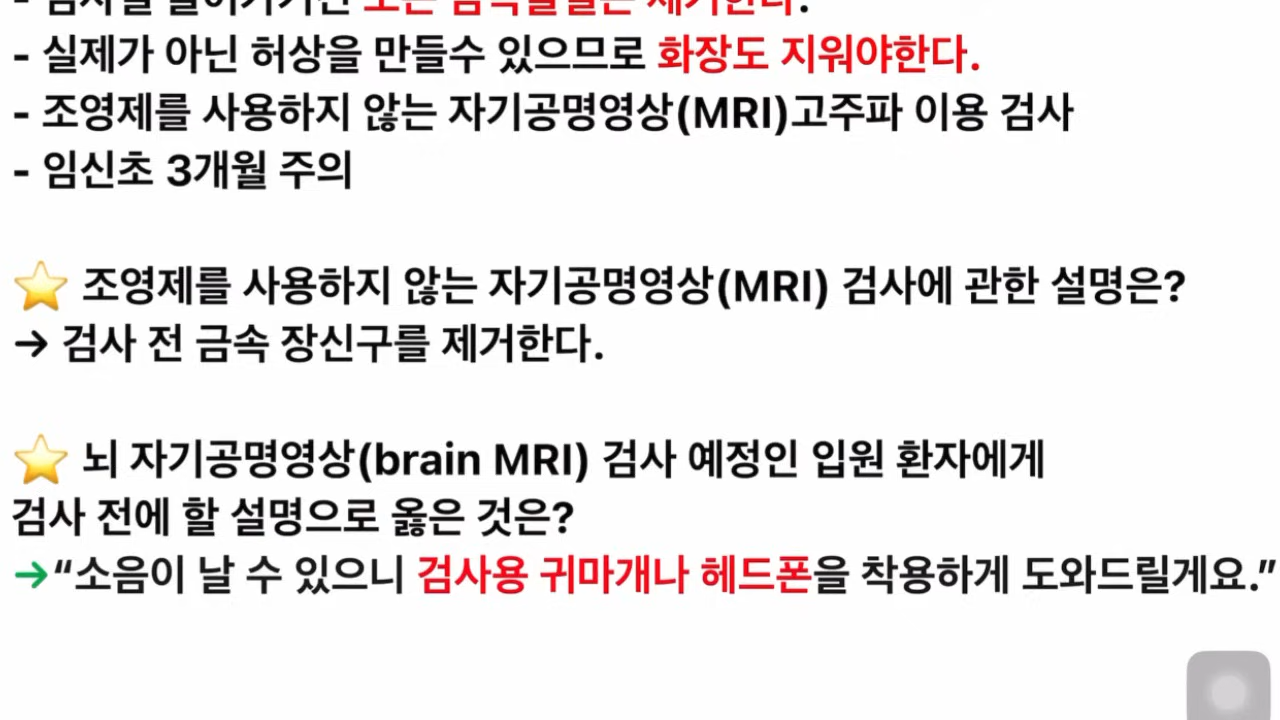 - 실제가 아닌 허상을 만들수 있으므로 화장도 지워야한다.
- 조영제를 사용하지 않는 자기공명영상(MRI)고주파 이용 검사
- 임신초 3개월 주의
⭐ 조영제를 사용하지 않는 자기공명영상(MRI) 검사에 관한 설명은?
→ 검사 전 금속 장신구를 제거한다.
⭐ 뇌 자기공명영상(brain MRI) 검사 예정인 입원 환자에게
검사 전에 할 설명으로 옳은 것은?
→“소음이 날 수 있으니 검사용 귀마개나 헤드폰을 착용하게 도와드릴게요.”